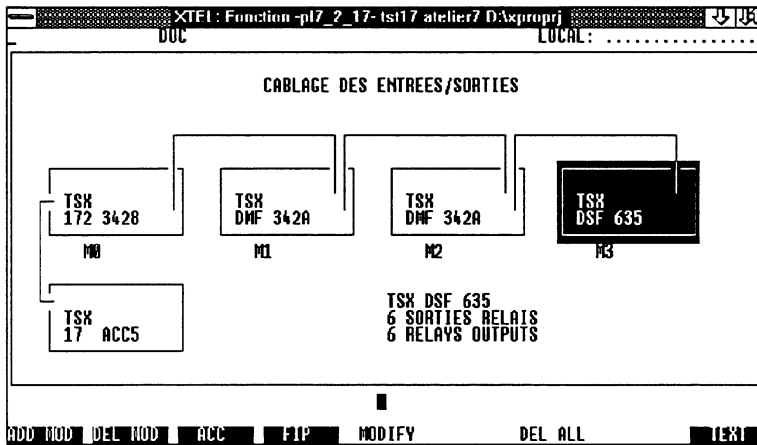 XTEL : Fonction -pl7_2_17- tst17 atelier7 D:\xproprj
DOC LOCAL: ................
CABLAGE DES ENTREES/SORTIES
TSX TSX TSX TSX
172 3428 DMF 342A DMF 342A DSF 635
M0 M1 M2 M3
TSX
17 ACC5
TSX DSF 635
6 SORTIES RELAIS
6 RELAYS OUTPUTS
ADD MOD DEL MOD ACC FIP MODIFY DEL ALL TEXT